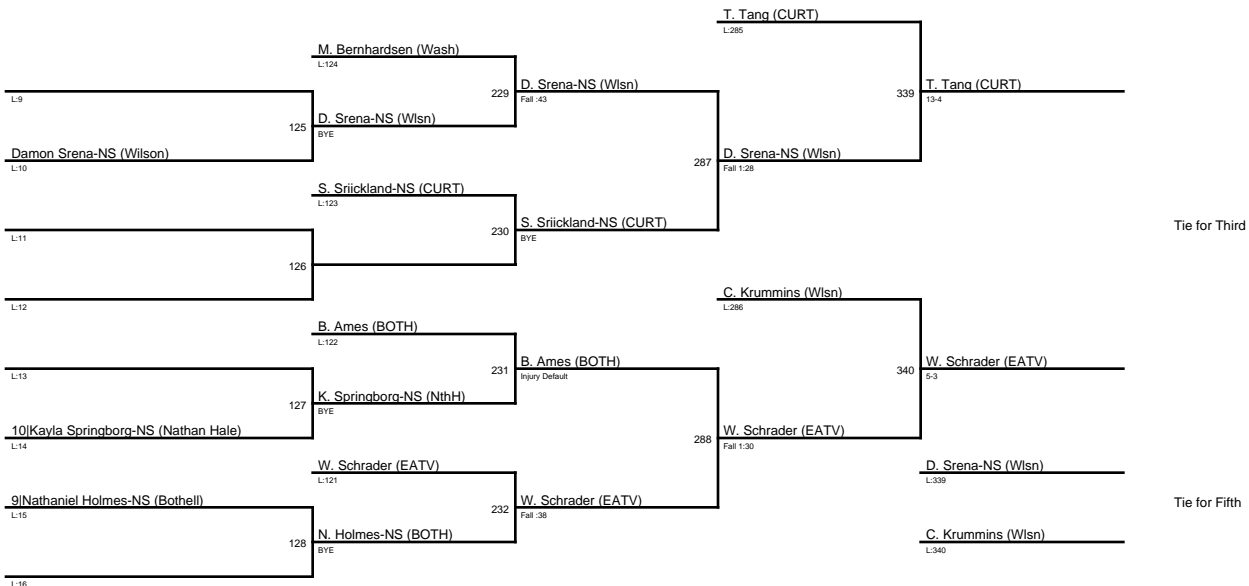 T. Tang (CURT)
L:285
M. Bernhardsen (Wash)
L:124
D. Srena-NS (Wlsn)
Fall :43
229
T. Tang (CURT)
13-4
339
L:9
D. Srena-NS (Wlsn)
BYE
125
Damon Srena-NS (Wilson)
L:10
D. Srena-NS (Wlsn)
Fall 1:28
287
S. Sriickland-NS (CURT)
L:123
L:11
S. Sriickland-NS (CURT)
BYE
230
Tie for Third
126
L:12
C. Krummins (Wlsn)
L:286
B. Ames (BOTH)
L:122
L:13
B. Ames (BOTH)
Injury Default
231
W. Schrader (EATV)
5-3
340
K. Springborg-NS (NthH)
BYE
127
10|Kayla Springborg-NS (Nathan Hale)
L:14
W. Schrader (EATV)
Fall 1:30
288
W. Schrader (EATV)
L:121
D. Srena-NS (Wlsn)
L:339
9|Nathaniel Holmes-NS (Bothell)
L:15
W. Schrader (EATV)
Fall :38
232
Tie for Fifth
N. Holmes-NS (BOTH)
BYE
128
C. Krummins (Wlsn)
L:340
L:16